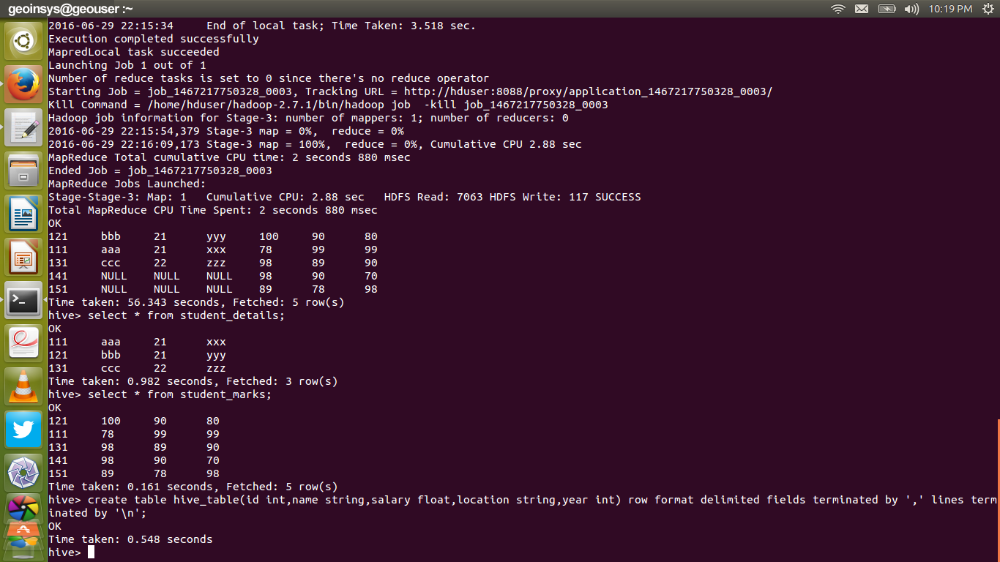 geoinsys@geouser :~
10:19 PM
2016-06-29 22:15:34     End of local task; Time Taken: 3.518 sec.
Execution completed successfully
MapredLocal task succeeded
Launching Job 1 out of 1
Number of reduce tasks is set to 0 since there's no reduce operator
Starting Job = job_1467217750328_0003, Tracking URL = http://hduser:8088/proxy/application_1467217750328_0003/
Kill Command = /home/hduser/hadoop-2.7.1/bin/hadoop job  -kill job_1467217750328_0003
Hadoop job information for Stage-3: number of mappers: 1; number of reducers: 0
2016-06-29 22:15:54,379 Stage-3 map = 0%,  reduce = 0%
2016-06-29 22:16:09,173 Stage-3 map = 100%,  reduce = 0%, Cumulative CPU 2.88 sec
MapReduce Total cumulative CPU time: 2 seconds 880 msec
Ended Job = job_1467217750328_0003
MapReduce Jobs Launched:
Stage-Stage-3: Map: 1   Cumulative CPU: 2.88 sec   HDFS Read: 7063 HDFS Write: 117 SUCCESS
Total MapReduce CPU Time Spent: 2 seconds 880 msec
OK
121     bbb     21      yyy     100     90      80
111     aaa     21      xxx     78      99      99
131     ccc     22      zzz     98      89      90
141     NULL    NULL    NULL    98      90      70
151     NULL    NULL    NULL    89      78      98
Time taken: 56.343 seconds, Fetched: 5 row(s)
hive> select * from student_details;
OK
111     aaa     21      xxx
121     bbb     21      yyy
131     ccc     22      zzz
Time taken: 0.982 seconds, Fetched: 3 row(s)
hive> select * from student_marks;
OK
121     100     90      80
111     78      99      99
131     98      89      90
141     98      90      70
151     89      78      98
Time taken: 0.161 seconds, Fetched: 5 row(s)
hive> create table hive_table(id int,name string,salary float,location string,year int) row format delimited fields terminated by ',' lines term
inated by '\n';
OK
Time taken: 0.548 seconds
hive>